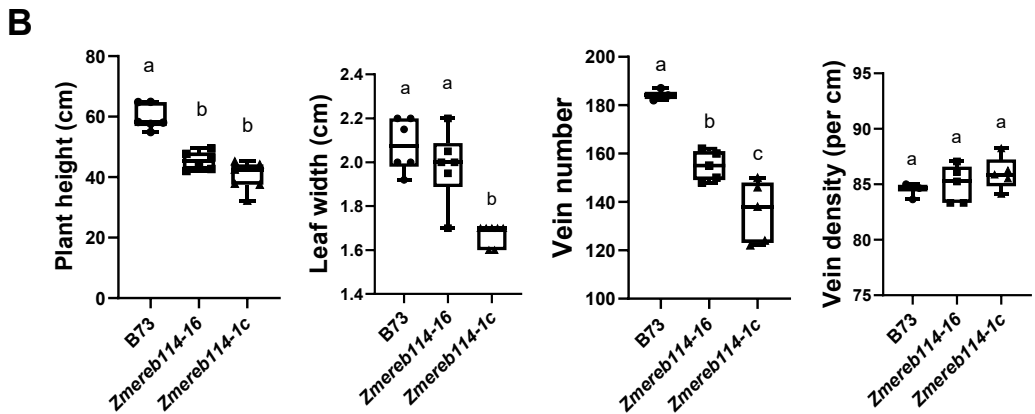 B
Plant height (cm)
80
60
40
20
0
a
b
b
B73
Zmereb114-16
Zmereb114-1c
Leaf width (cm)
2.4
2.2
2.0
1.8
1.6
1.4
a
a
b
B73
Zmereb114-16
Zmereb114-1c
Vein number
200
180
160
140
120
100
a
b
c
B73
Zmereb114-16
Zmereb114-1c
Vein density (per cm)
95
90
85
80
75
a
a
a
B73
Zmereb114-16
Zmereb114-1c